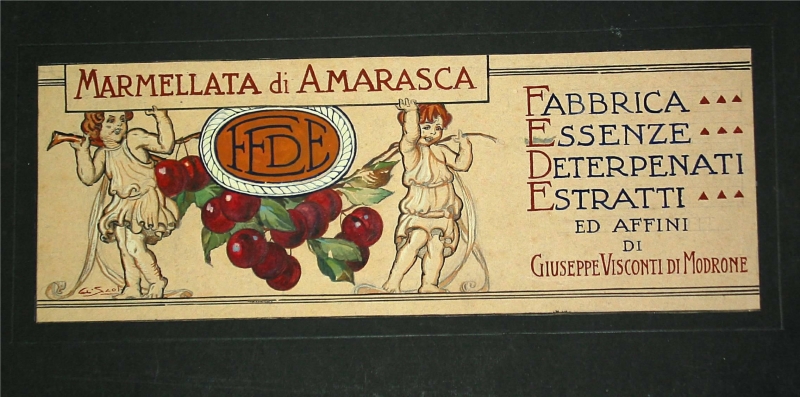 MARMELLATA di AMARASCA
FEDE
FABBRICA
ESSENZE
DETERPENATI
ESTRATTI
ED AFFINI
DI
GIUSEPPE VISCONTI DI MODRONE